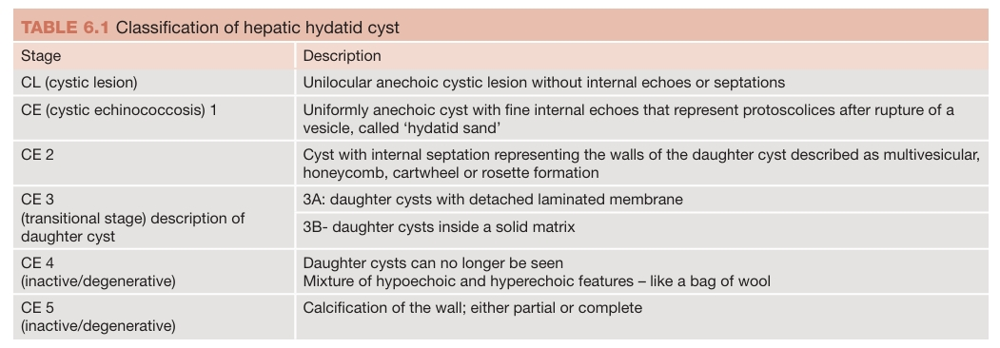 TABLE 6.1 Classification of hepatic hydatid cyst
Stage Description
CL (cystic lesion) Unilocular anechoic cystic lesion without internal echoes or septations
CE (cystic echinococcosis) 1 Uniformly anechoic cyst with fine internal echoes that represent protoscolices after rupture of a
vesicle, called ‘hydatid sand’
CE 2 Cyst with internal septation representing the walls of the daughter cyst described as multivesicular,
honeycomb, cartwheel or rosette formation
CE 3
(transitional stage) description of
daughter cyst
3A: daughter cysts with detached laminated membrane
3B- daughter cysts inside a solid matrix
CE 4
(inactive/degenerative)
Daughter cysts can no longer be seen
Mixture of hypoechoic and hyperechoic features – like a bag of wool
CE 5
(inactive/degenerative)
Calcification of the wall; either partial or complete